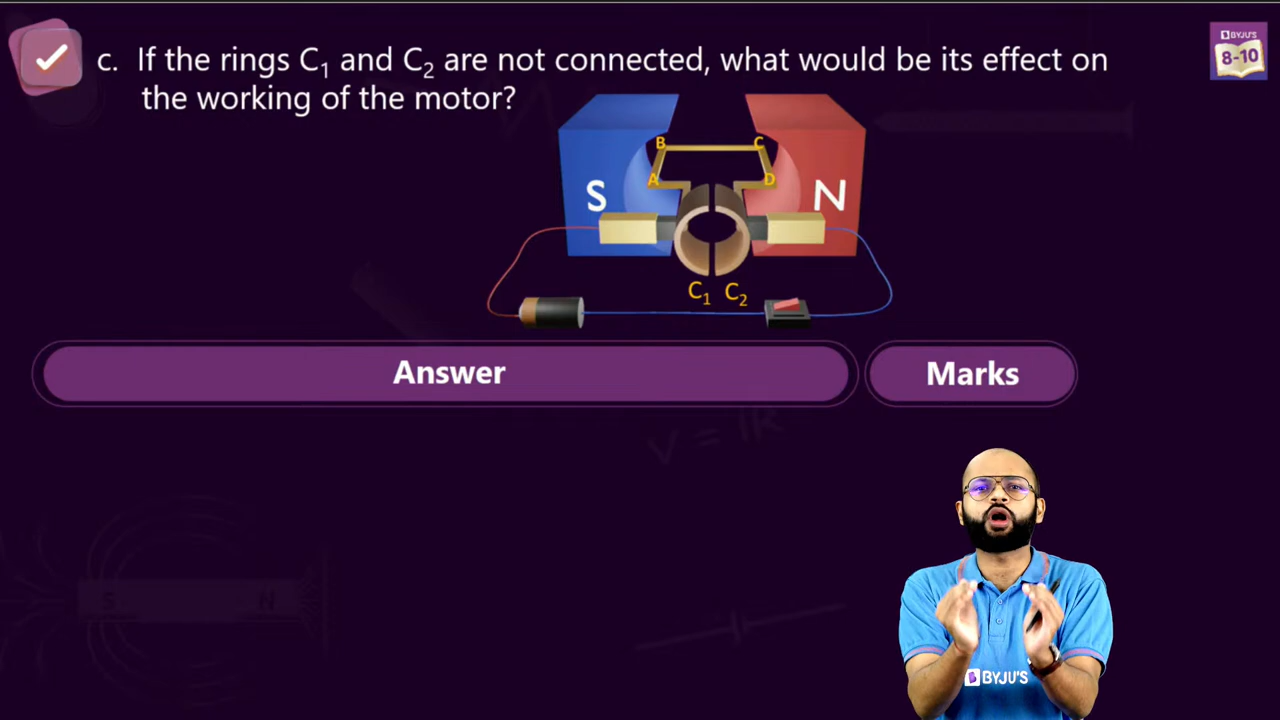 c. If the rings C₁ and C₂ are not connected, what would be its effect on
the working of the motor?
BYJU'S
8-10
B
C
A
D
S
N
C₁ C₂
Answer
Marks
V = IR
S
N
BYJU'S